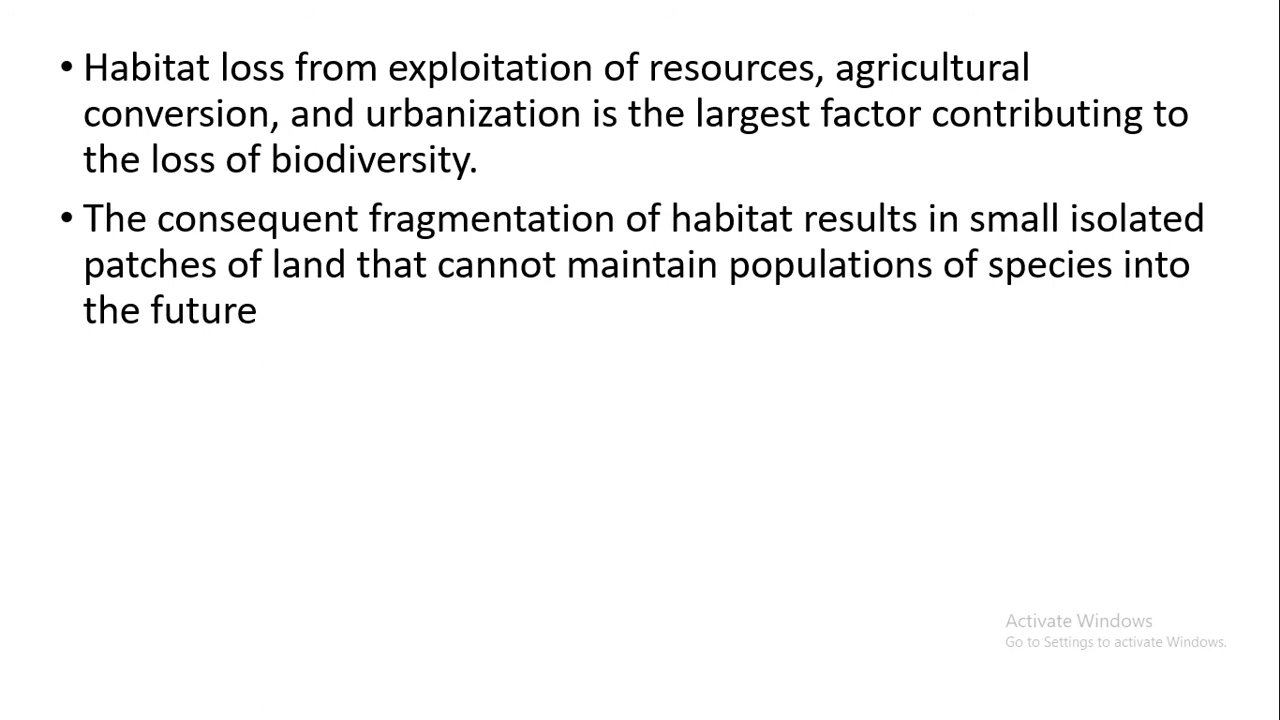 • Habitat loss from exploitation of resources, agricultural
conversion, and urbanization is the largest factor contributing to
the loss of biodiversity.
• The consequent fragmentation of habitat results in small isolated
patches of land that cannot maintain populations of species into
the future
Activate Windows
Go to Settings to activate Windows.